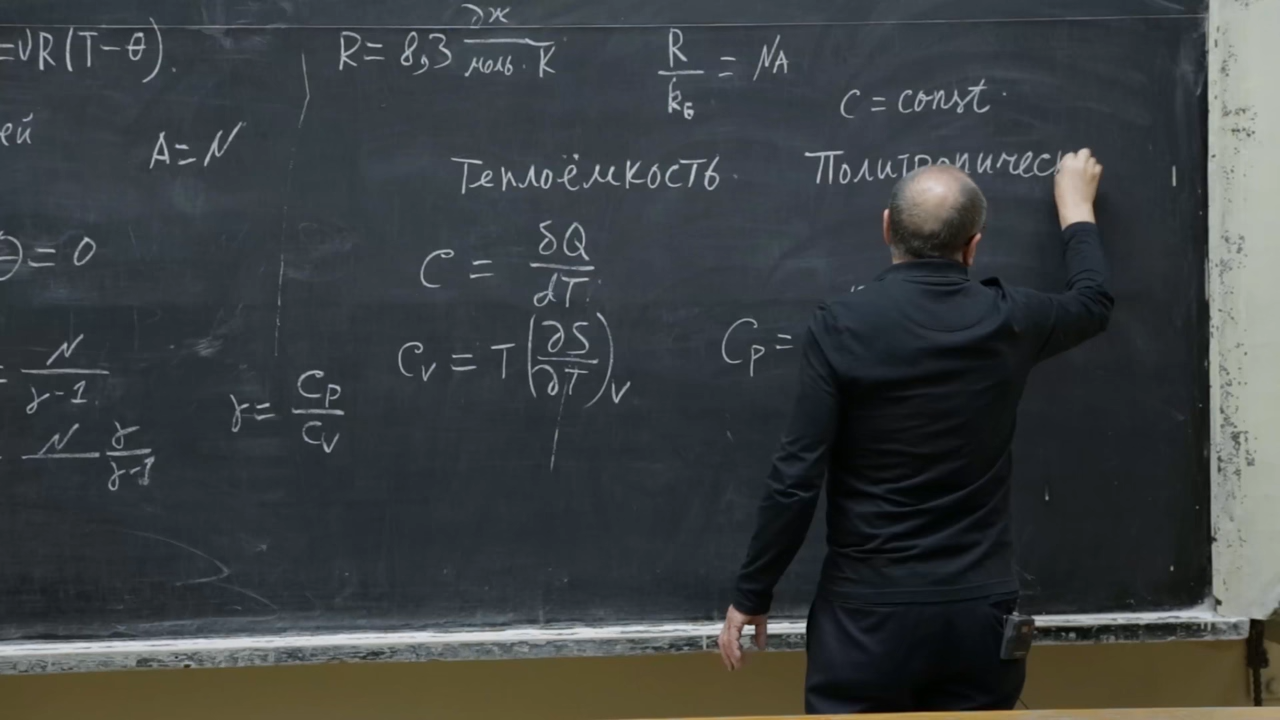 =νR(T-θ).
R=8,3 Дж/моль·К
R/k_Б = N_A
C=const.
ей
A=N
Теплоёмкость.
Политропическ
C = δQ/dT.
Θ=0
C_V = T(∂S/∂T)_V
C_P =
N/γ-1
γ = C_P/C_V
N γ/γ-1